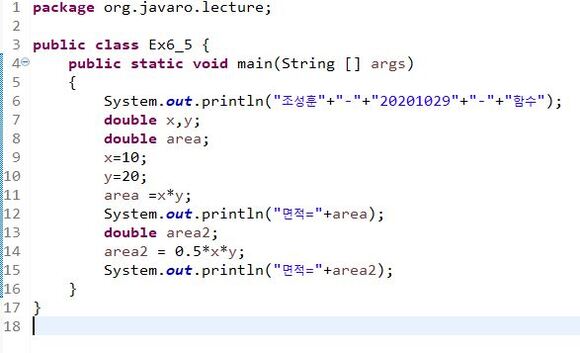 1 package org.javaro.lecture;
2
3 public class Ex6_5 {
4 public static void main(String [] args)
5 {
6 System.out.println("조성훈"+"-"+"20201029"+"-"+"함수");
7 double x,y;
8 double area;
9 x=10;
10 y=20;
11 area =x*y;
12 System.out.println("면적="+area);
13 double area2;
14 area2 = 0.5*x*y;
15 System.out.println("면적="+area2);
16 }
17 }
18